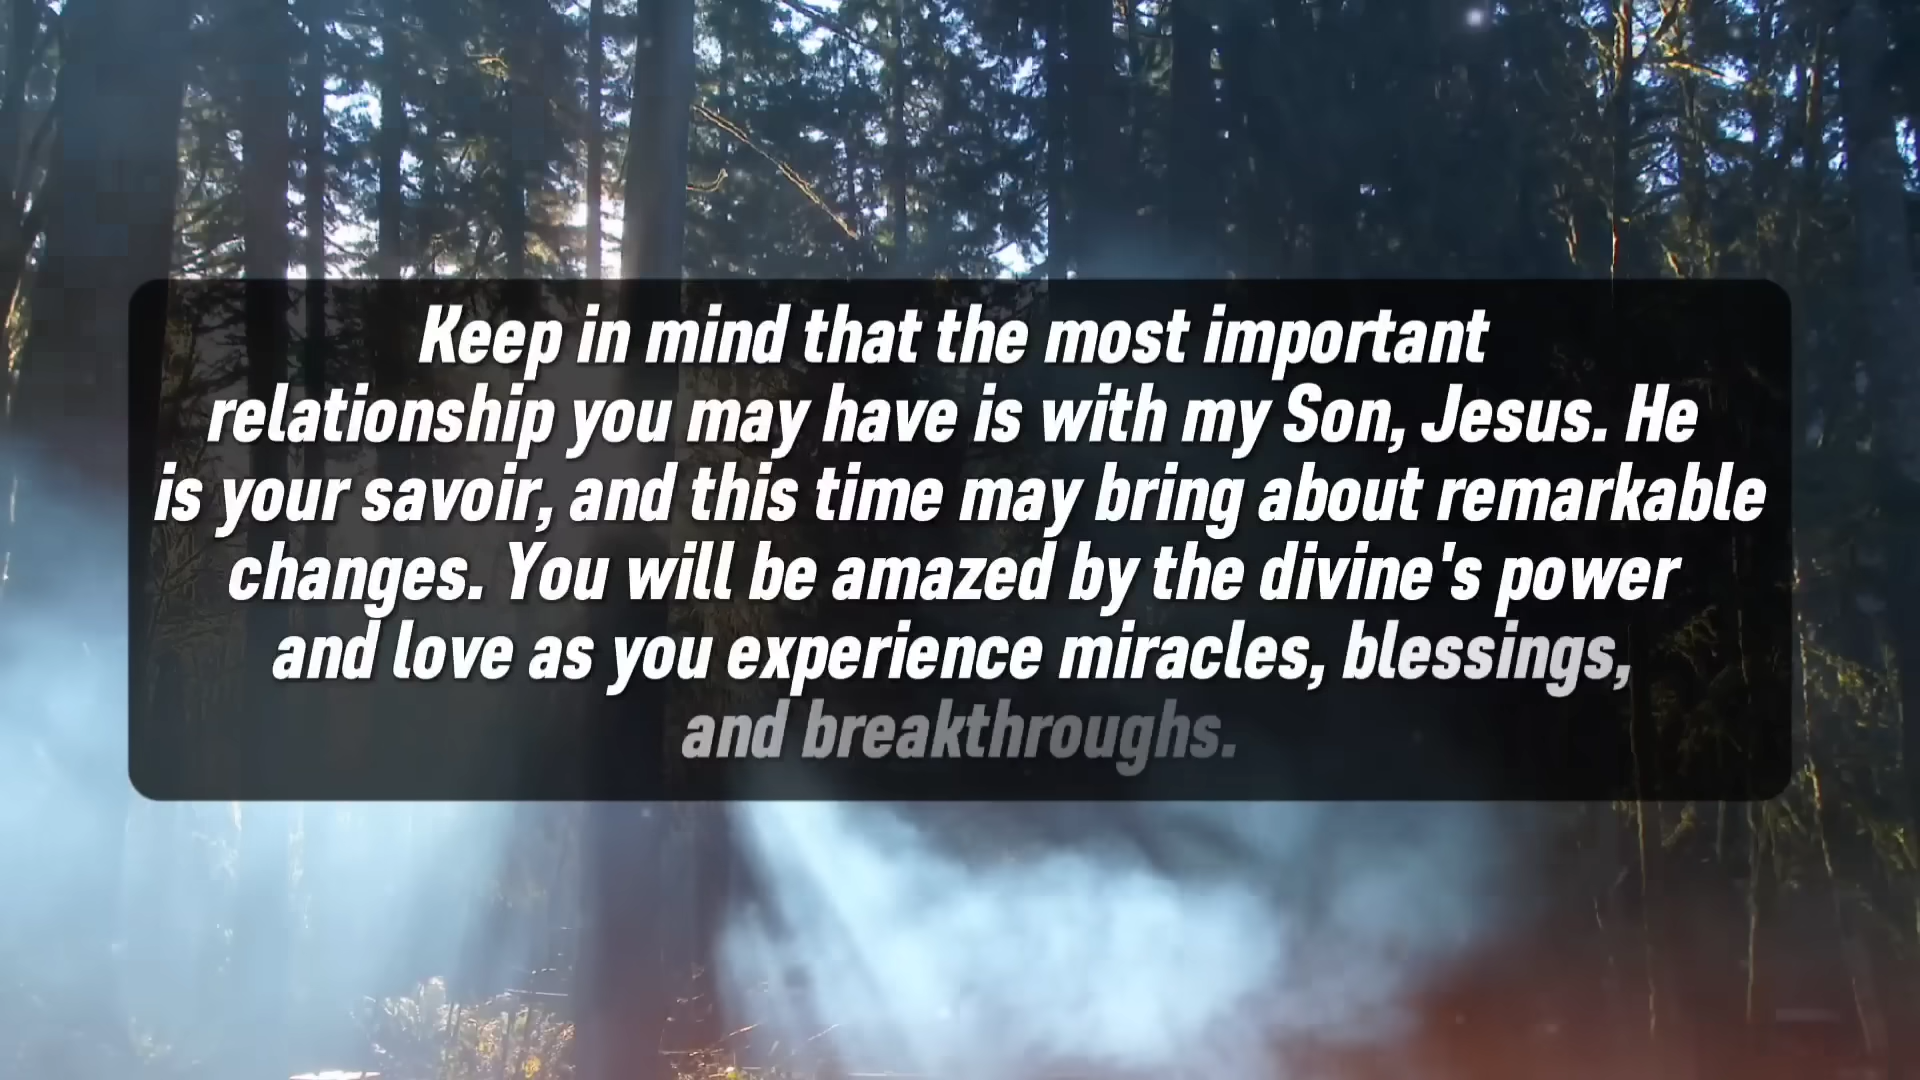 Keep in mind that the most important
relationship you may have is with my Son, Jesus. He
is your savoir, and this time may bring about remarkable
changes. You will be amazed by the divine's power
and love as you experience miracles, blessings,
and breakthroughs.